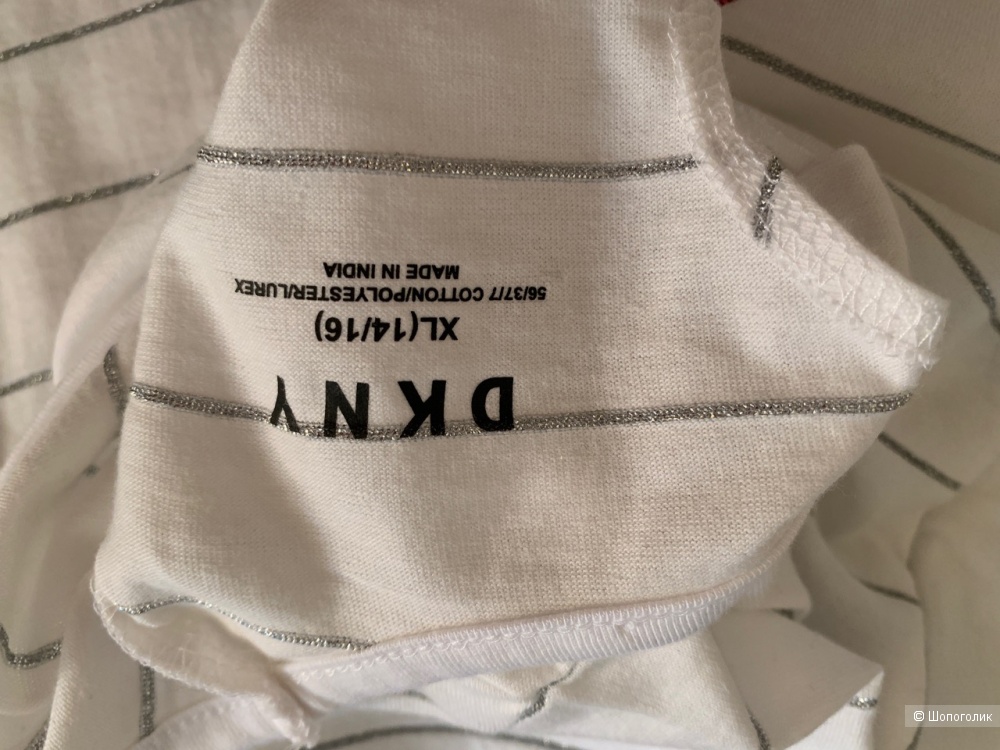 DKNY
XL(14/16)
56/37/7 COTTON/POLYESTER/LUREX
MADE IN INDIA
© Шопоголик